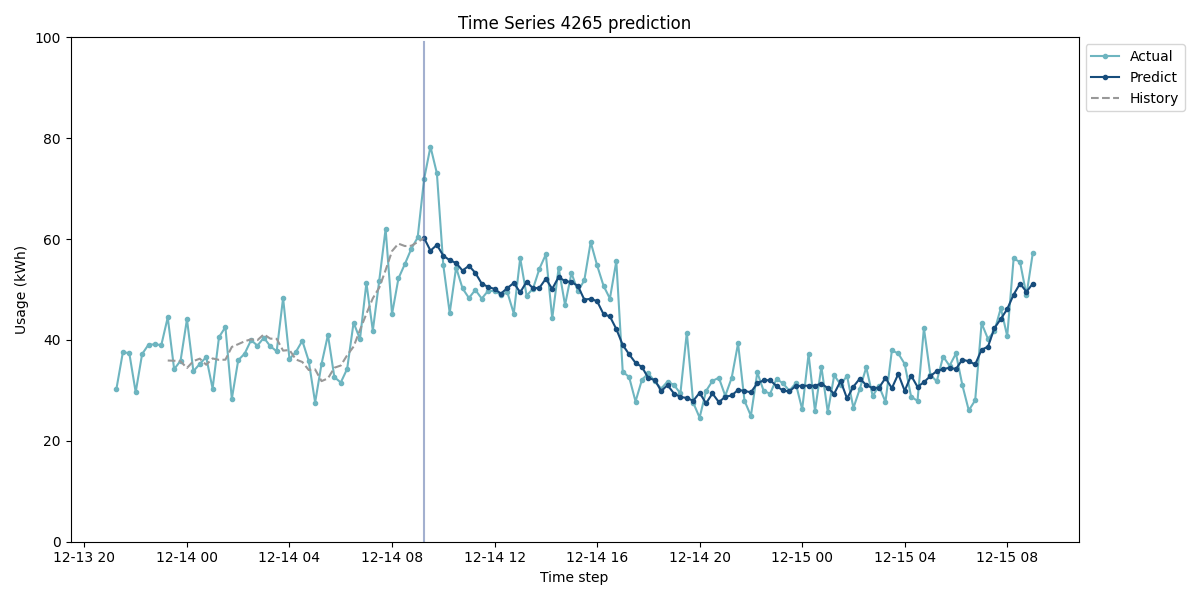 Time Series 4265 prediction
Actual
Predict
History
Usage (kWh)
100
80
60
40
20
0
12-13 20
12-14 00
12-14 04
12-14 08
12-14 12
12-14 16
12-14 20
12-15 00
12-15 04
12-15 08
Time step